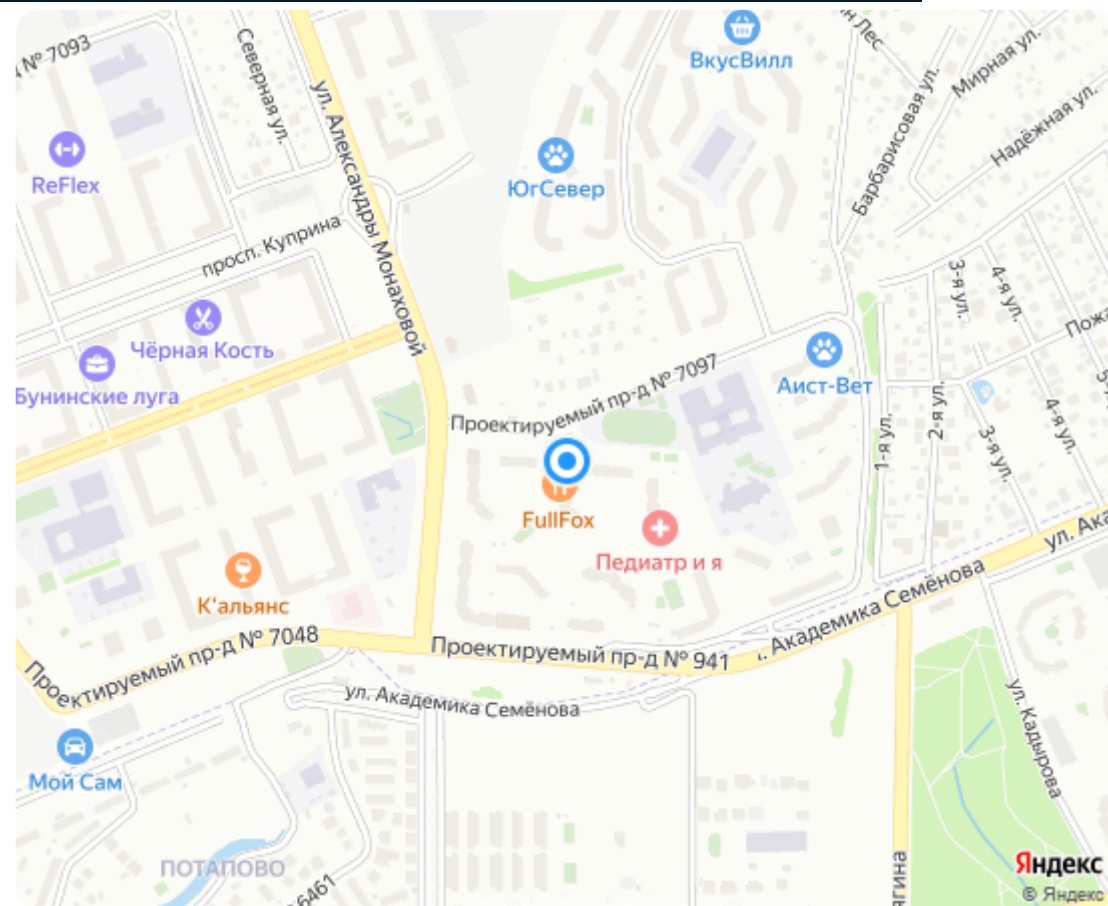 № 7093
Северная ул.
ул. Александры Монаховой
ВкусВилл
Лес
Мирная ул.
Надёжная ул.
Барбарисовая ул.
ReFlex
ЮгСевер
просп. Куприна
3-я ул.
4-я ул.
Чёрная Кость
Бунинские луга
Проектируемый пр-д № 7097
Аист-Вет
1-я ул.
2-я ул.
3-я ул.
4-я ул.
FullFox
Педиатр и я
ул. Ака
К'альянс
Проектируемый пр-д № 7048
Проектируемый пр-д № 941
Академика Семёнова
ул. Академика Семёнова
ул. Кадырова
Мой Сам
ПОТАПОВО
6461
Яндекс
© Яндекс